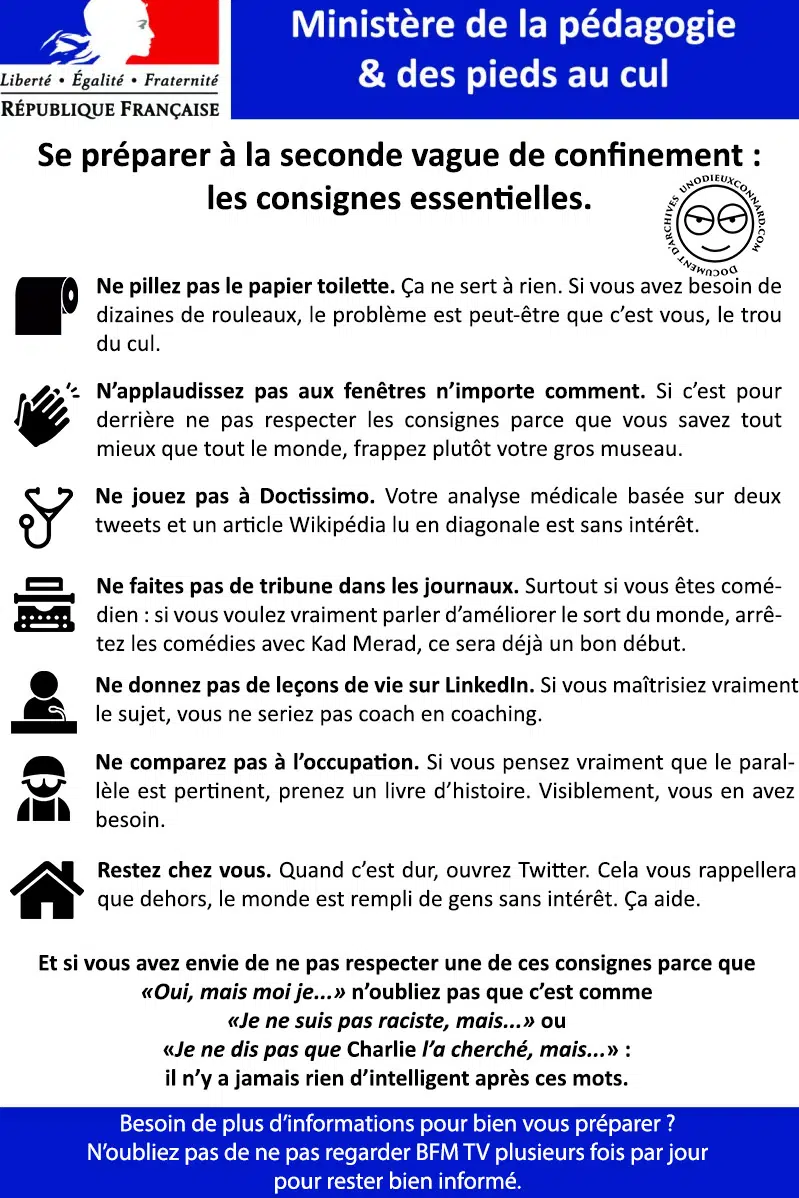 Liberté • Égalité • Fraternité
RÉPUBLIQUE FRANÇAISE
Ministère de la pédagogie
& des pieds au cul
Se préparer à la seconde vague de confinement :
les consignes essentielles.
DOCUMENT D'ARCHIVES UNODIEUXCONNARD.COM
Ne pillez pas le papier toilette. Ça ne sert à rien. Si vous avez besoin de
dizaines de rouleaux, le problème est peut-être que c’est vous, le trou
du cul.
N’applaudissez pas aux fenêtres n’importe comment. Si c’est pour
derrière ne pas respecter les consignes parce que vous savez tout
mieux que tout le monde, frappez plutôt votre gros museau.
Ne jouez pas à Doctissimo. Votre analyse médicale basée sur deux
tweets et un article Wikipédia lu en diagonale est sans intérêt.
Ne faites pas de tribune dans les journaux. Surtout si vous êtes comé-
dien : si vous voulez vraiment parler d’améliorer le sort du monde, arrê-
tez les comédies avec Kad Merad, ce sera déjà un bon début.
Ne donnez pas de leçons de vie sur LinkedIn. Si vous maîtrisiez vraiment
le sujet, vous ne seriez pas coach en coaching.
Ne comparez pas à l’occupation. Si vous pensez vraiment que le paral-
lèle est pertinent, prenez un livre d’histoire. Visiblement, vous en avez
besoin.
Restez chez vous. Quand c’est dur, ouvrez Twitter. Cela vous rappellera
que dehors, le monde est rempli de gens sans intérêt. Ça aide.
Et si vous avez envie de ne pas respecter une de ces consignes parce que
«Oui, mais moi je...» n’oubliez pas que c’est comme
«Je ne suis pas raciste, mais...» ou
«Je ne dis pas que Charlie l’a cherché, mais...» :
il n’y a jamais rien d’intelligent après ces mots.
Besoin de plus d’informations pour bien vous préparer ?
N’oubliez pas de ne pas regarder BFM TV plusieurs fois par jour
pour rester bien informé.